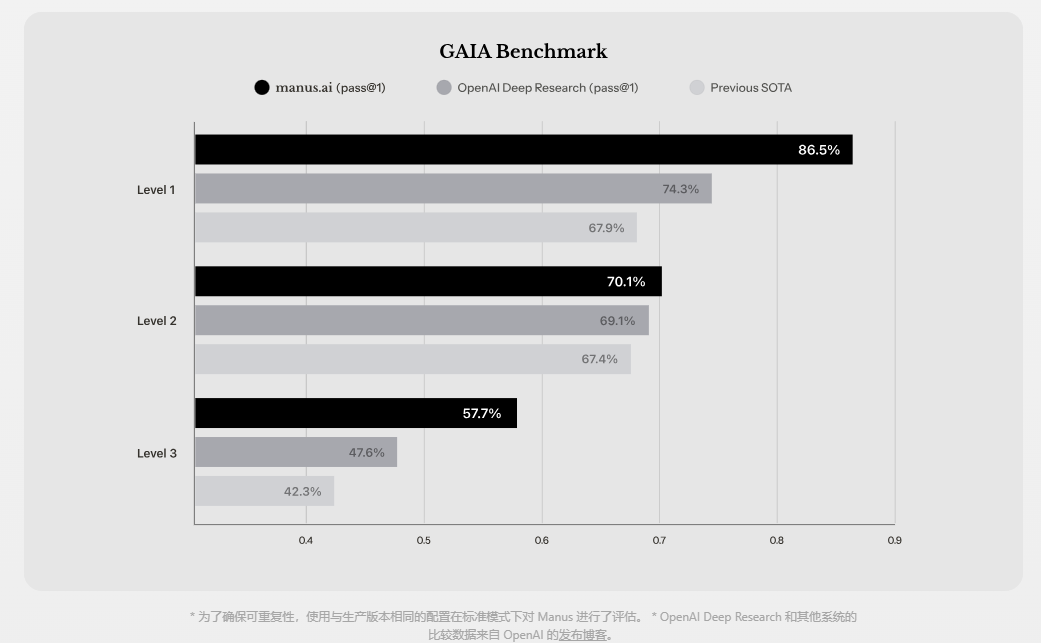 GAIA Benchmark
manus.ai (pass@1) OpenAI Deep Research (pass@1) Previous SOTA
86.5%
Level 1 74.3%
67.9%
70.1%
Level 2 69.1%
67.4%
57.7%
Level 3 47.6%
42.3%
0.4 0.5 0.6 0.7 0.8 0.9
* 为了确保可重复性，使用与生产版本相同的配置在标准模式下对 Manus 进行了评估。 * OpenAI Deep Research 和其他系统的
比较数据来自 OpenAI 的发布博客。